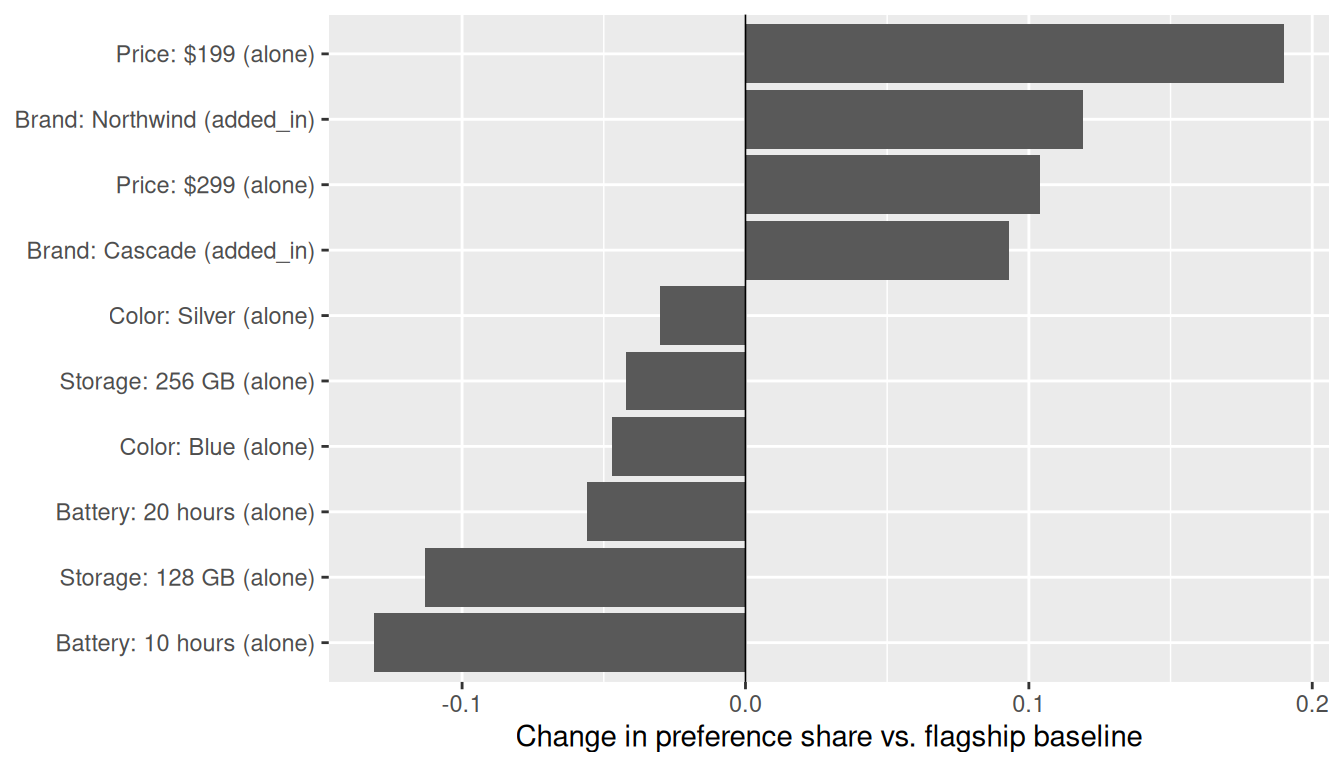 Price: $199 (alone)
Brand: Northwind (added_in)
Price: $299 (alone)
Brand: Cascade (added_in)
Color: Silver (alone)
Storage: 256 GB (alone)
Color: Blue (alone)
Battery: 20 hours (alone)
Storage: 128 GB (alone)
Battery: 10 hours (alone)
-0.1 0.0 0.1 0.2
Change in preference share vs. flagship baseline